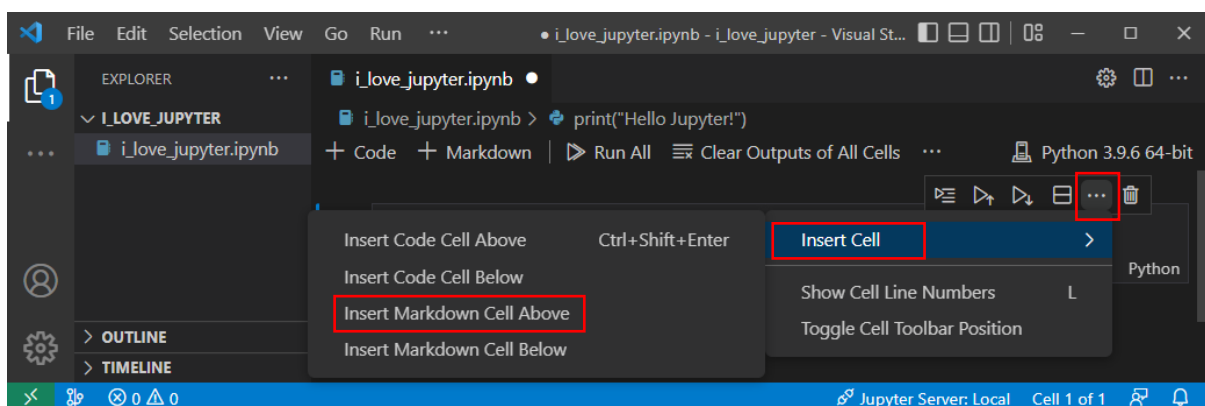 File Edit Selection View Go Run ··· ● i_love_jupyter.ipynb - i_love_jupyter - Visual St...
EXPLORER ··· i_love_jupyter.ipynb ●
I_LOVE_JUPYTER i_love_jupyter.ipynb > print("Hello Jupyter!")
i_love_jupyter.ipynb + Code + Markdown | Run All Clear Outputs of All Cells ··· Python 3.9.6 64-bit
1
Insert Code Cell Above Ctrl+Shift+Enter
Insert Code Cell Below
Insert Markdown Cell Above
Insert Markdown Cell Below
Insert Cell >
Show Cell Line Numbers L
Toggle Cell Toolbar Position
Python
> OUTLINE
> TIMELINE
0 0 Jupyter Server: Local Cell 1 of 1